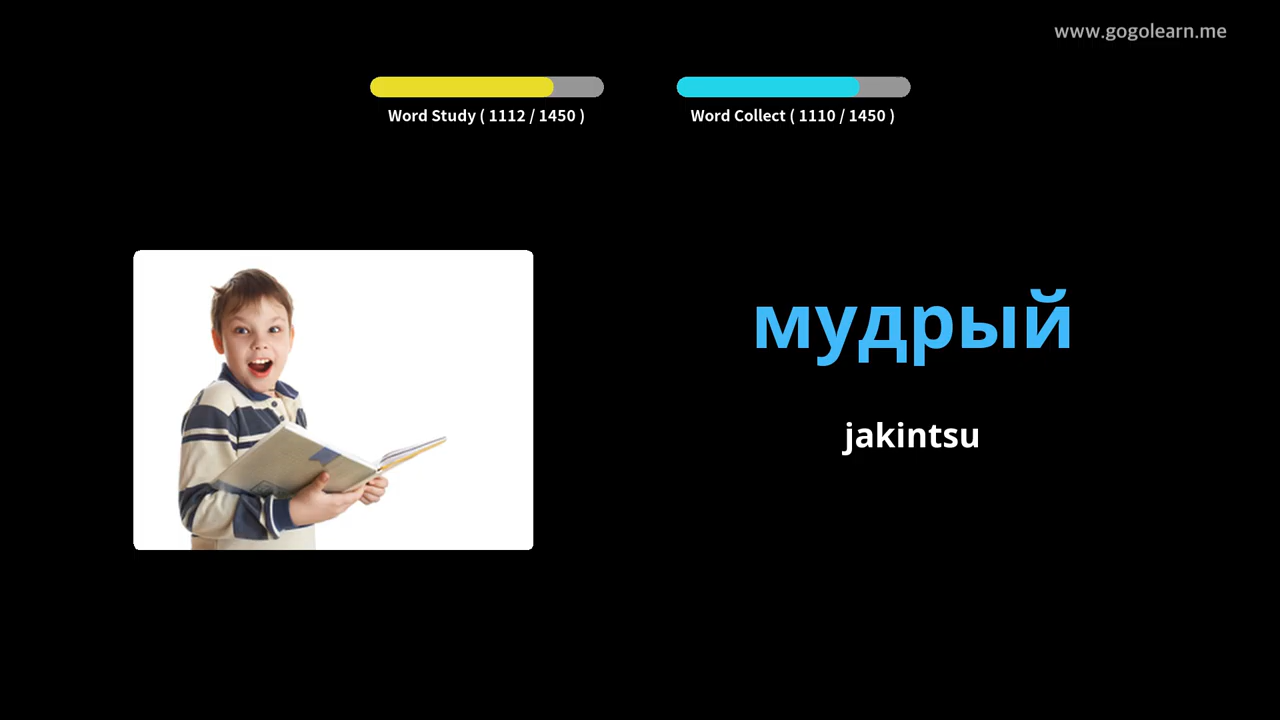 www.gogolearn.me
Word Study ( 1112 / 1450 )
Word Collect ( 1110 / 1450 )
мудрый
jakintsu